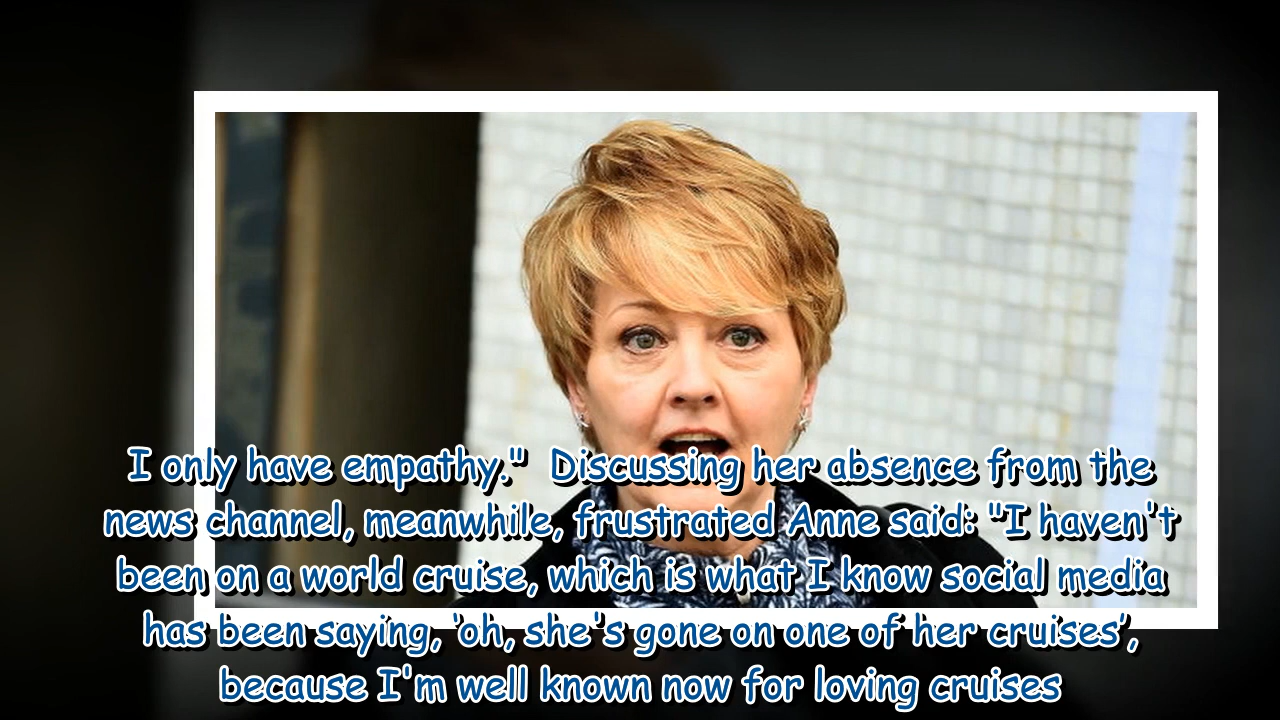 I only have empathy."  Discussing her absence from the
news channel, meanwhile, frustrated Anne said: "I haven't
been on a world cruise, which is what I know social media
has been saying, 'oh, she's gone on one of her cruises',
because I'm well known now for loving cruises